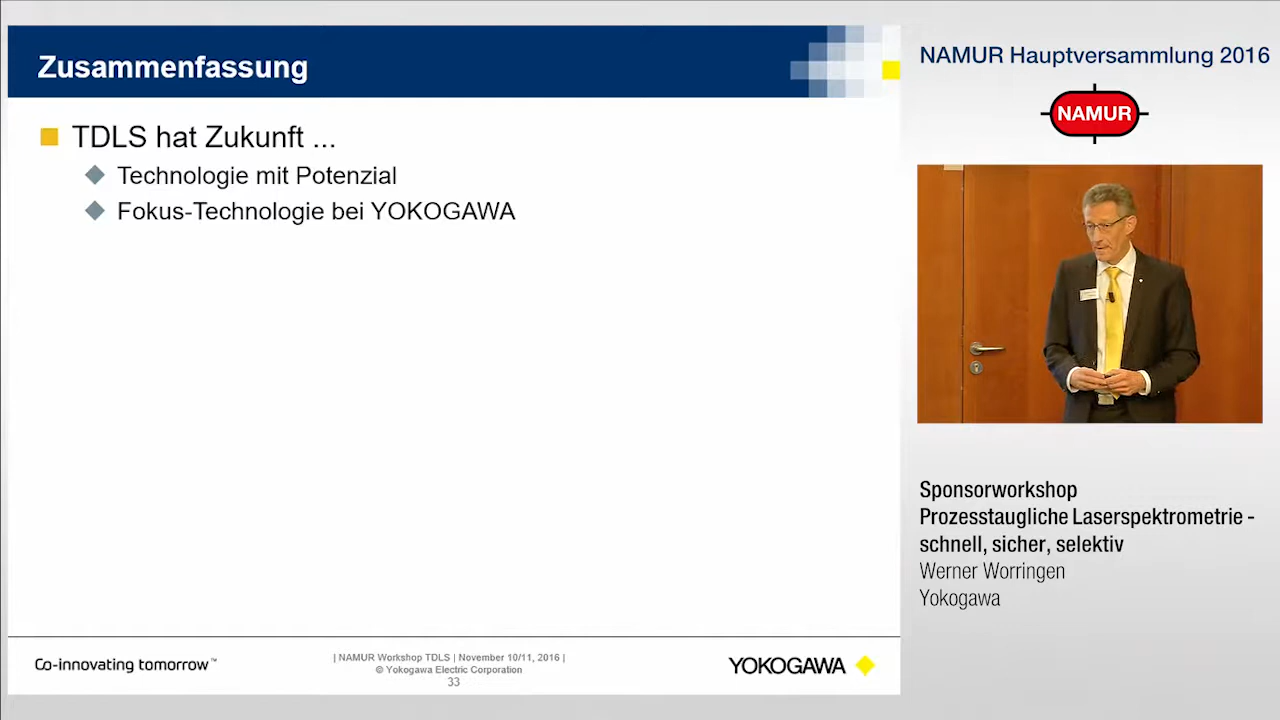 Zusammenfassung
TDLS hat Zukunft ...
Technologie mit Potenzial
Fokus-Technologie bei YOKOGAWA
Co-innovating tomorrow™
| NAMUR Workshop TDLS | November 10/11, 2016 |
© Yokogawa Electric Corporation
33
YOKOGAWA
NAMUR Hauptversammlung 2016
NAMUR
Sponsorworkshop
Prozesstaugliche Laserspektrometrie -
schnell, sicher, selektiv
Werner Worringen
Yokogawa